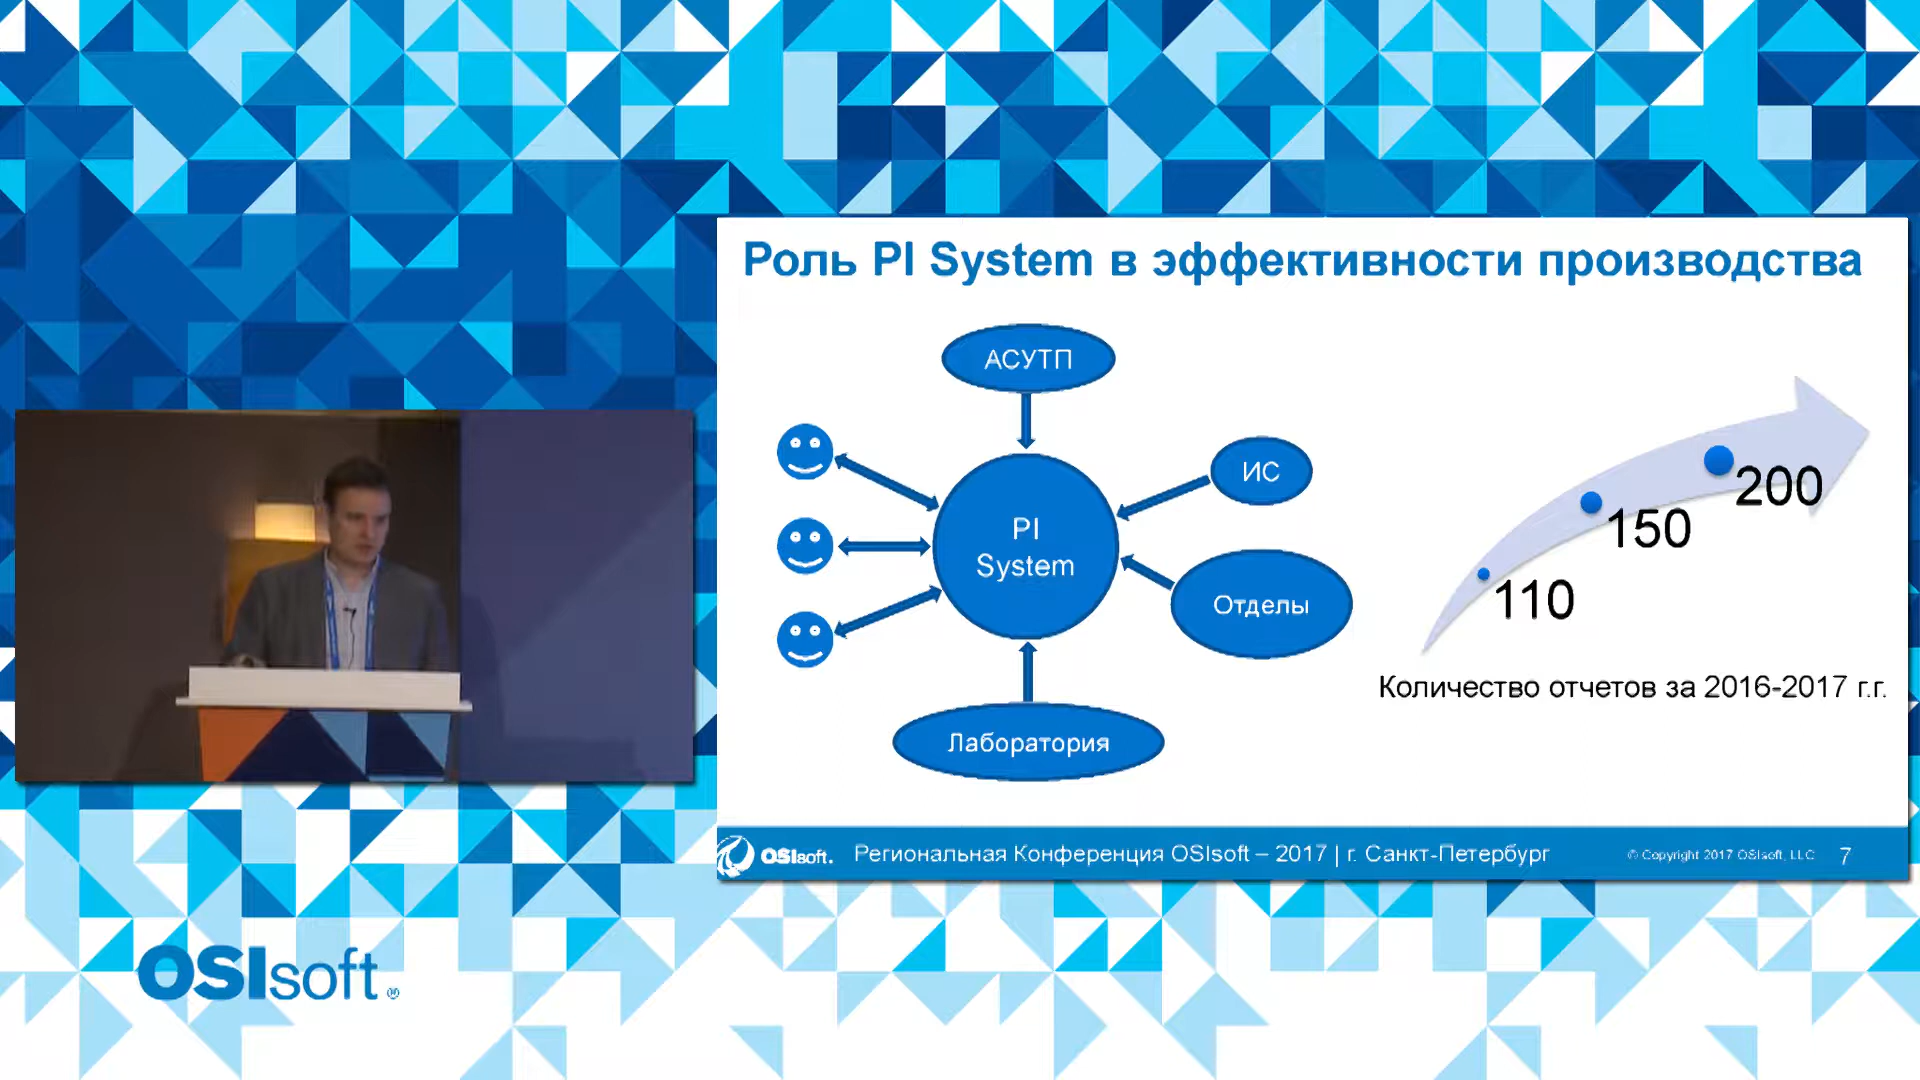 Роль PI System в эффективности производства
АСУТП
ИС
PI
System
Отделы
Лаборатория
200
150
110
Количество отчетов за 2016-2017 г.г.
OSIsoft.
Региональная Конференция OSIsoft – 2017 | г. Санкт-Петербург
© Copyright 2017 OSIsoft, LLC
7
OSIsoft®